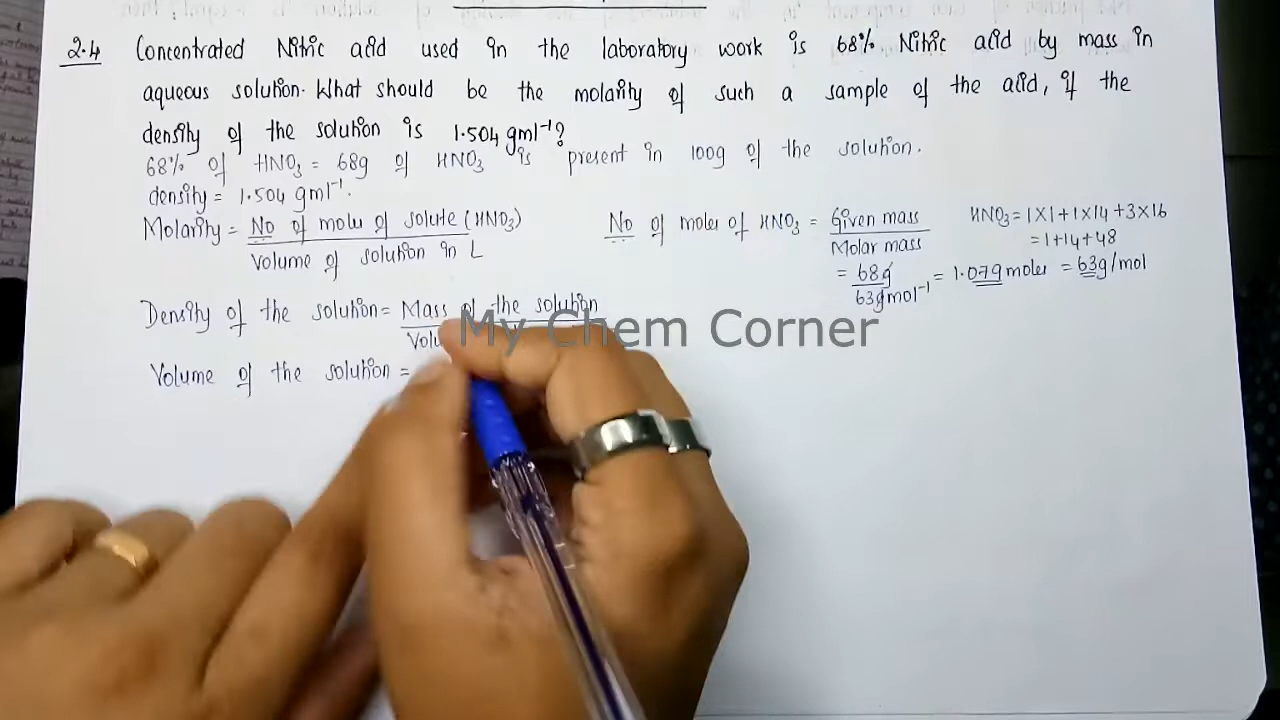 2.4 Concentrated Nitric acid used in the laboratory work is 68% Nitric acid by mass in
aqueous solution. What should be the molarity of such a sample of the acid, if the
density of the solution is 1.504 gml⁻¹?
68% of HNO₃ = 68g of HNO₃ is present in 100g of the solution.
density = 1.504 gml⁻¹.
Molarity = No of moles of solute (HNO₃)
Volume of solution in L
No of moles of HNO₃ = Given mass
Molar mass
= 68g
63gmol⁻¹
= 1.079 moles
HNO₃ = 1×1+1×14+3×16
= 1+14+48
= 63g/mol
Density of the solution = Mass of the solution
Volume of the solution =
My Chem Corner